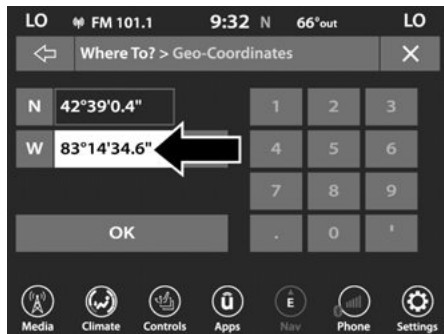 LO FM 101.1 9:32 N 66°out LO
Where To? > Geo-Coordinates X
N 42°39'0.4" 1 2 3
W 83°14'34.6" 4 5 6
7 8 9
OK . 0 '
Media Climate Controls ū Apps E Nav Phone Settings